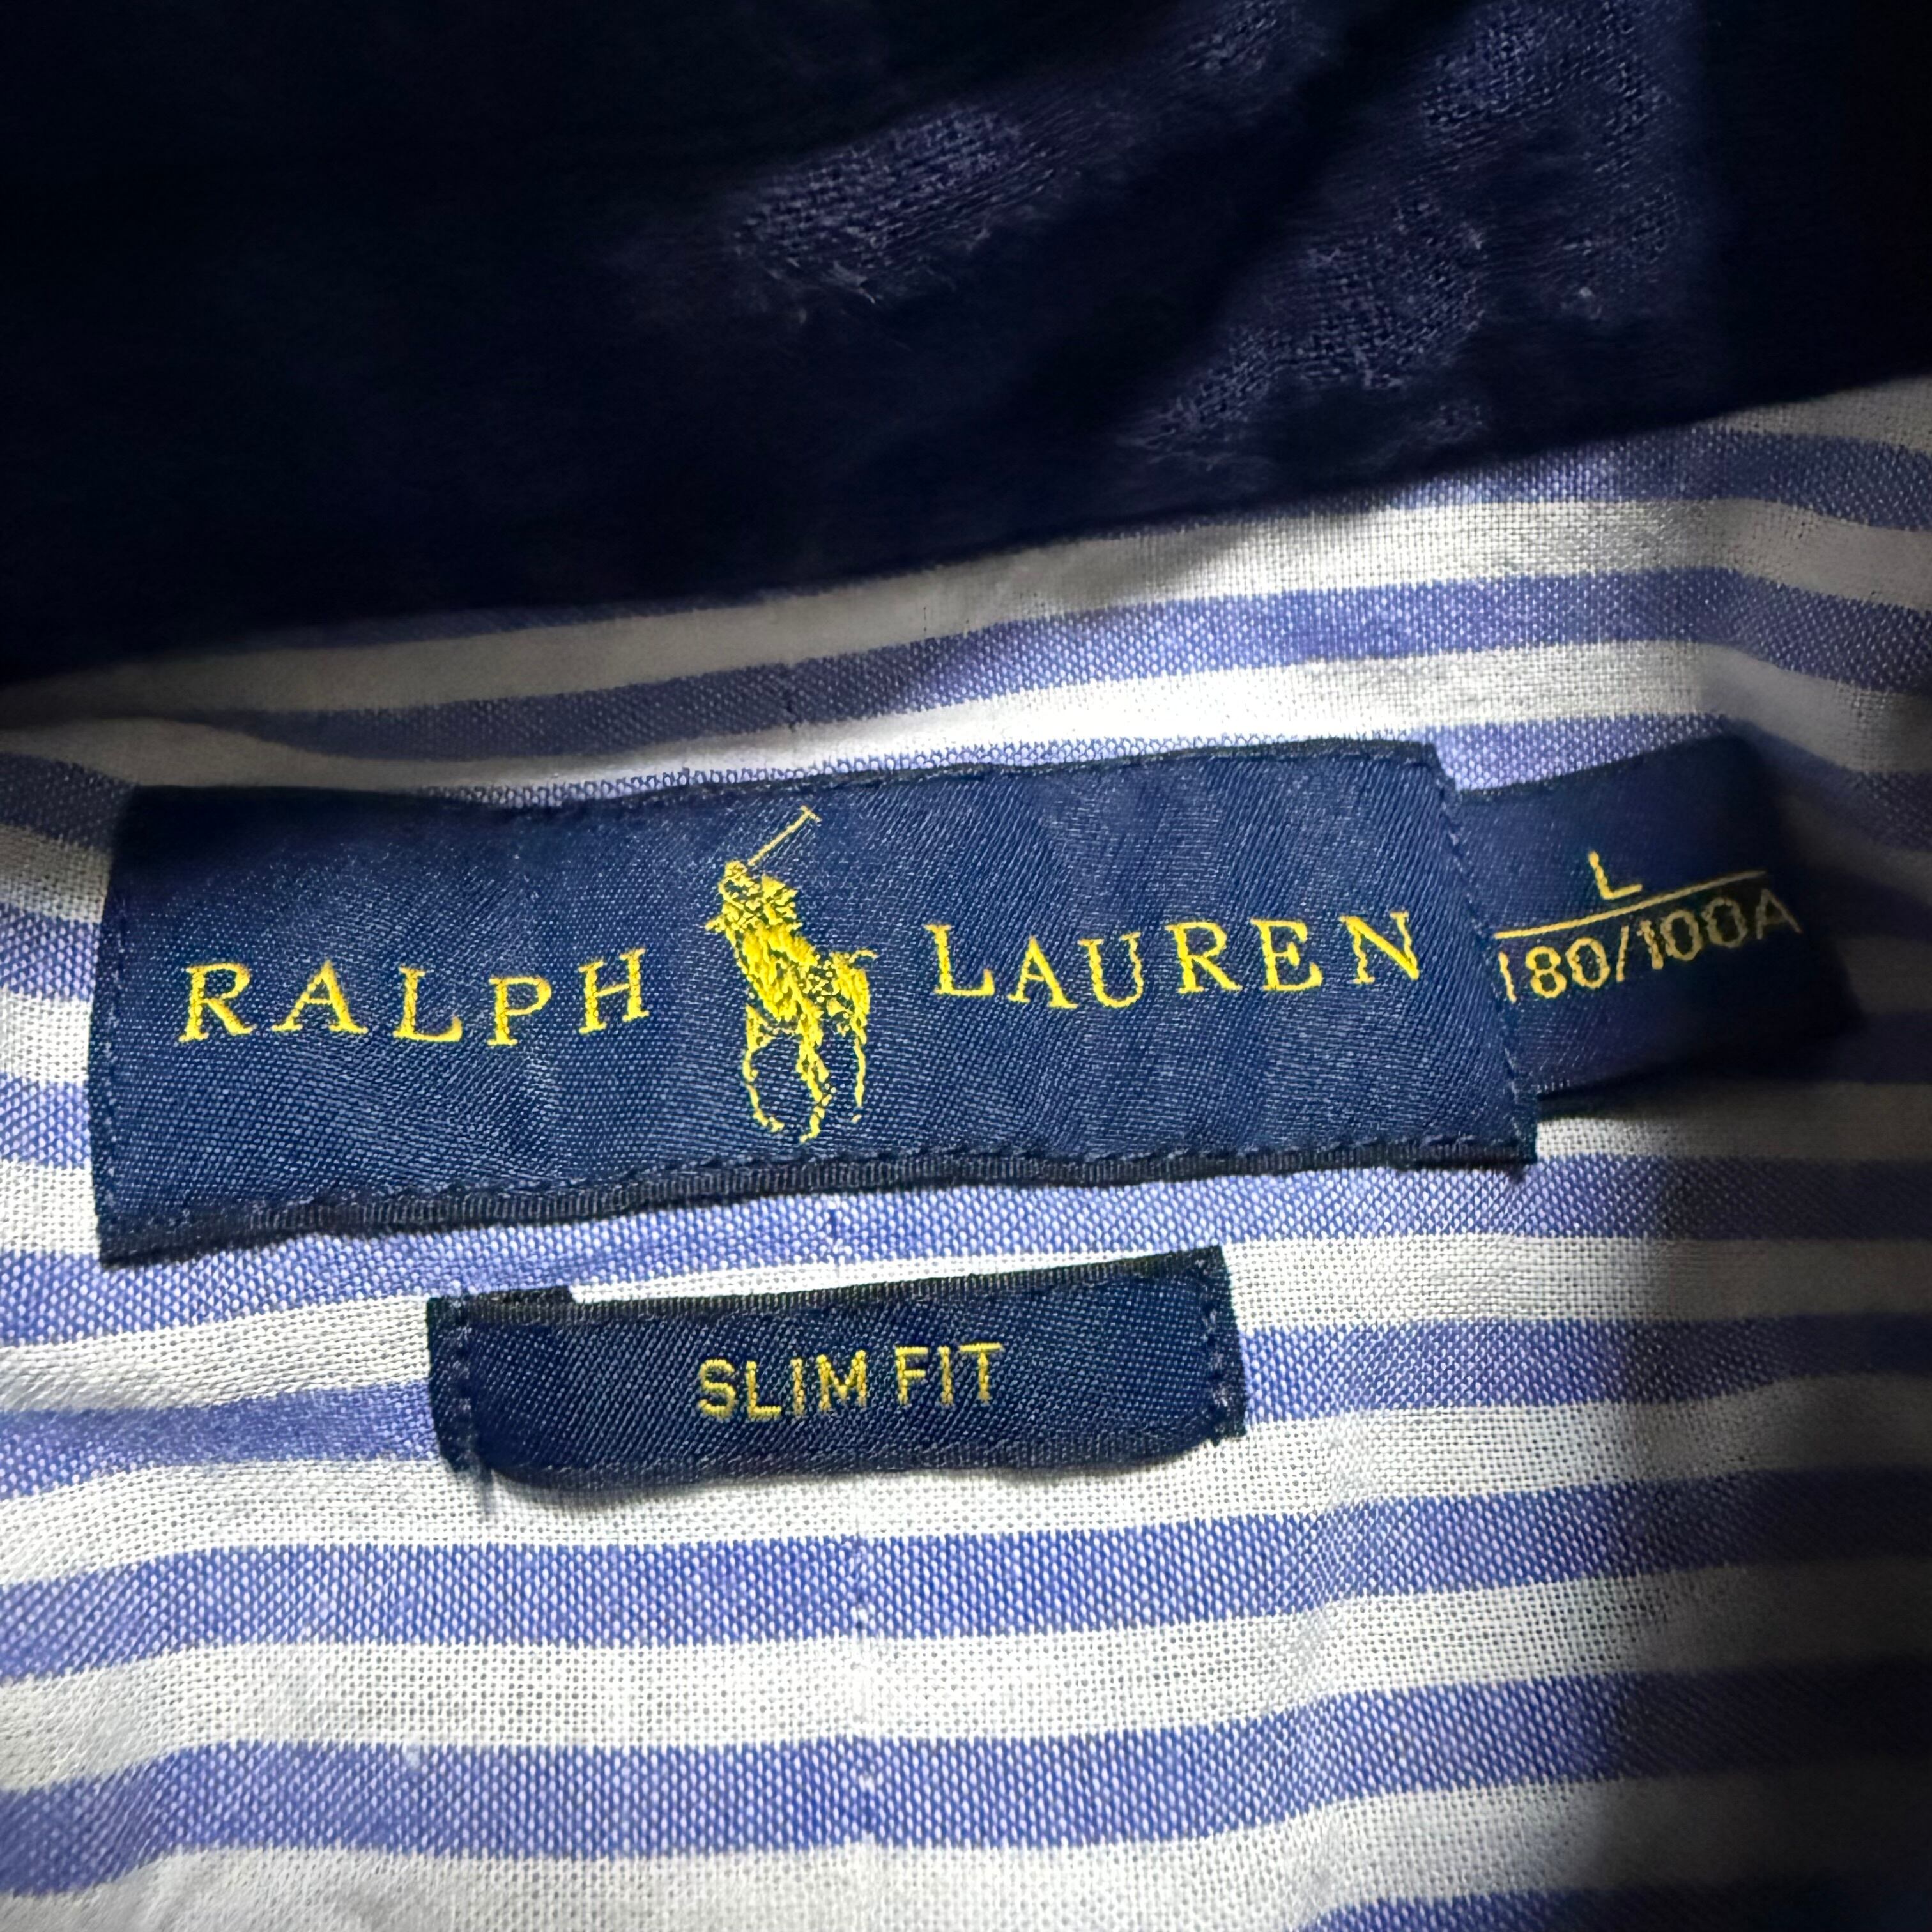 RALPH LAUREN
L
180/100A
SLIM FIT